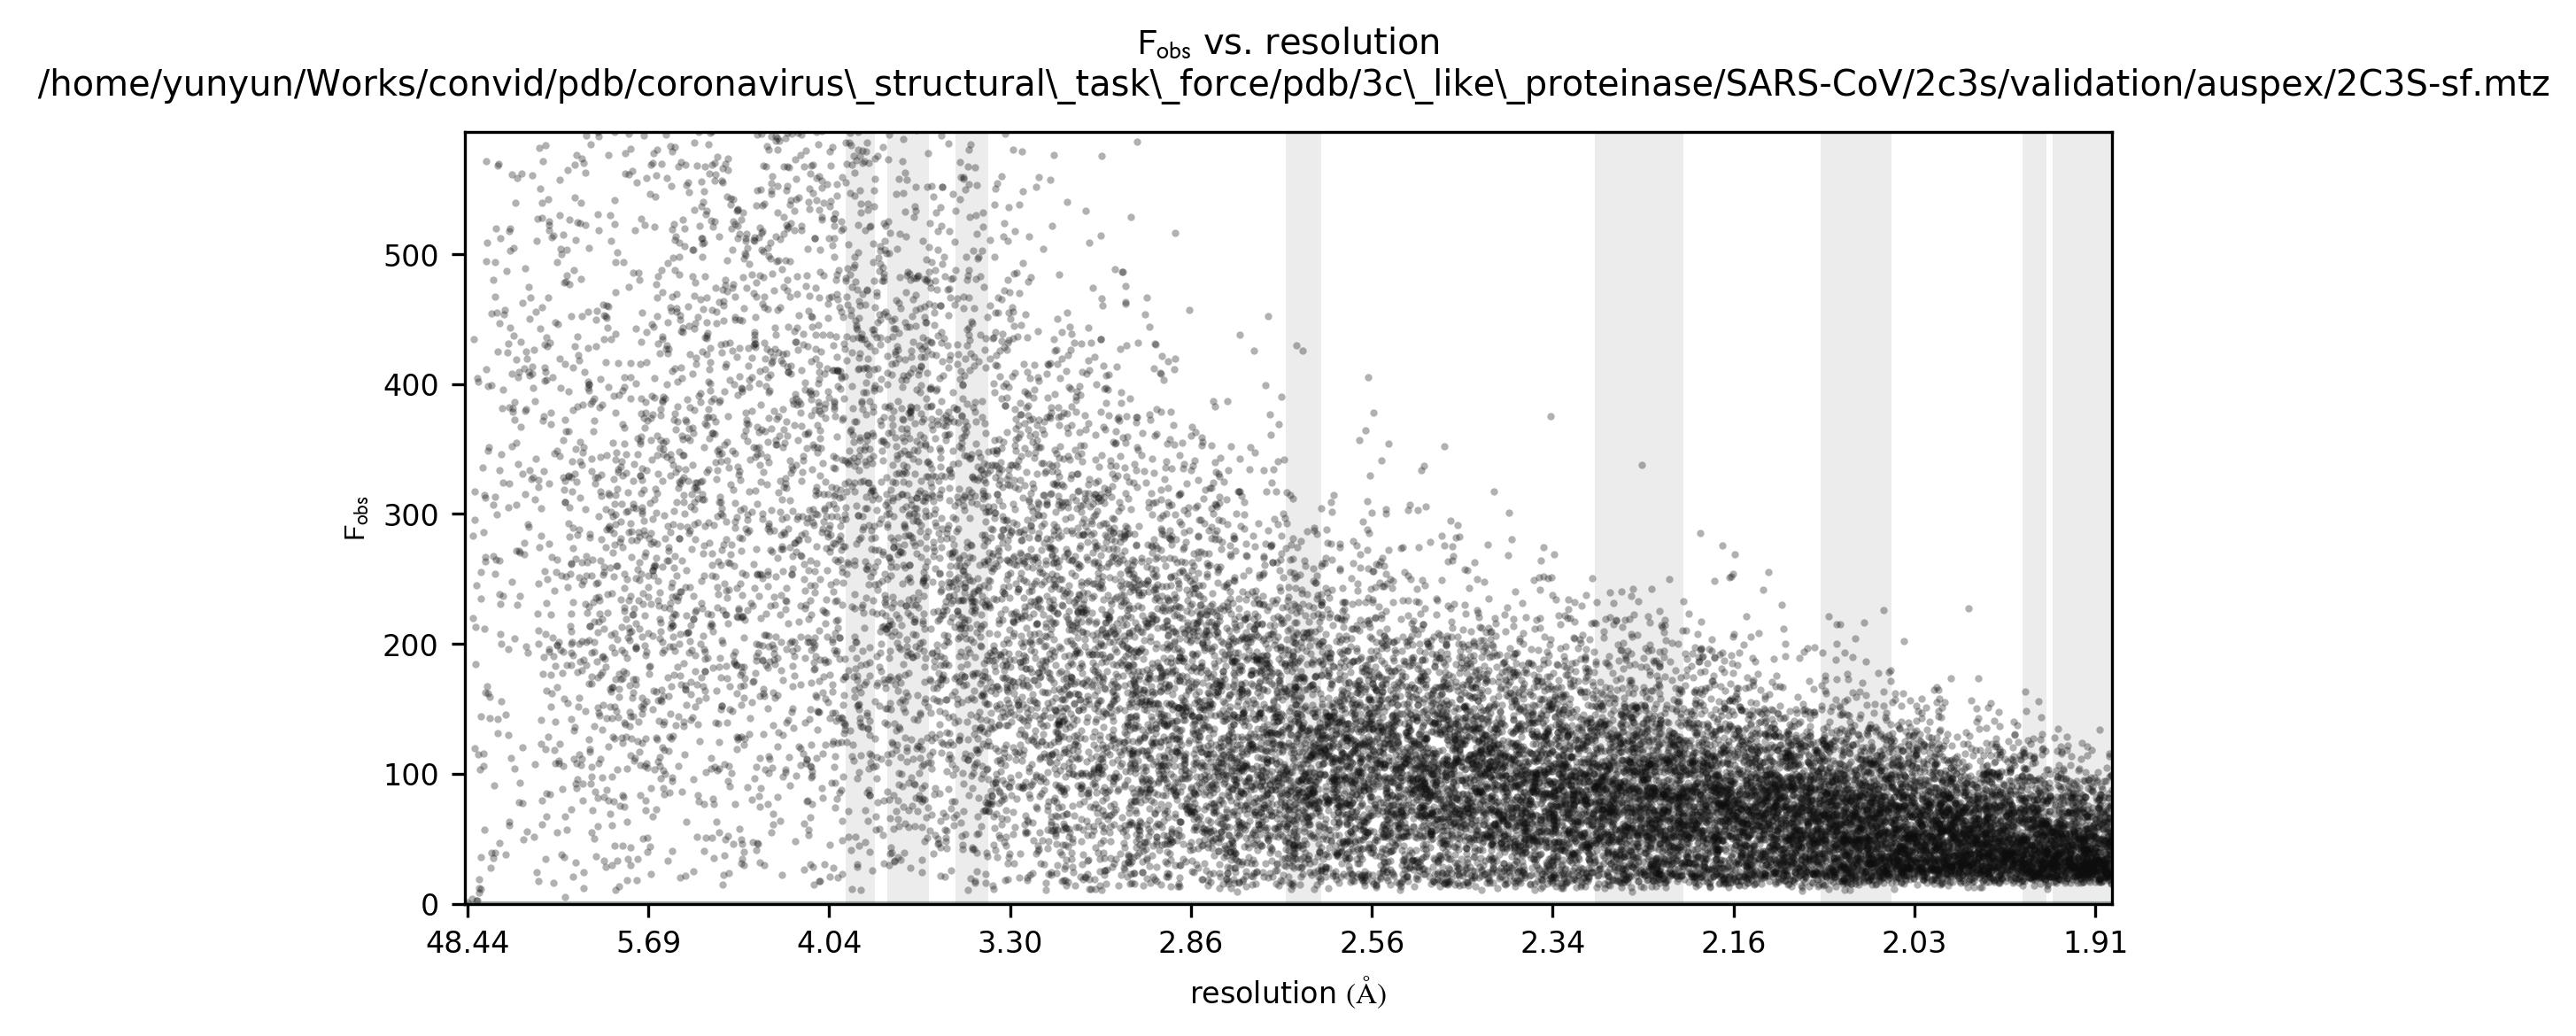 Fobs vs. resolution
/home/yunyun/Works/convid/pdb/coronavirus\_structural\_task\_force/pdb/3c\_like\_proteinase/SARS-CoV/2c3s/validation/auspex/2C3S-sf.mtz
500
400
300
200
100
0
Fobs
48.44 5.69 4.04 3.30 2.86 2.56 2.34 2.16 2.03 1.91
resolution (Å)